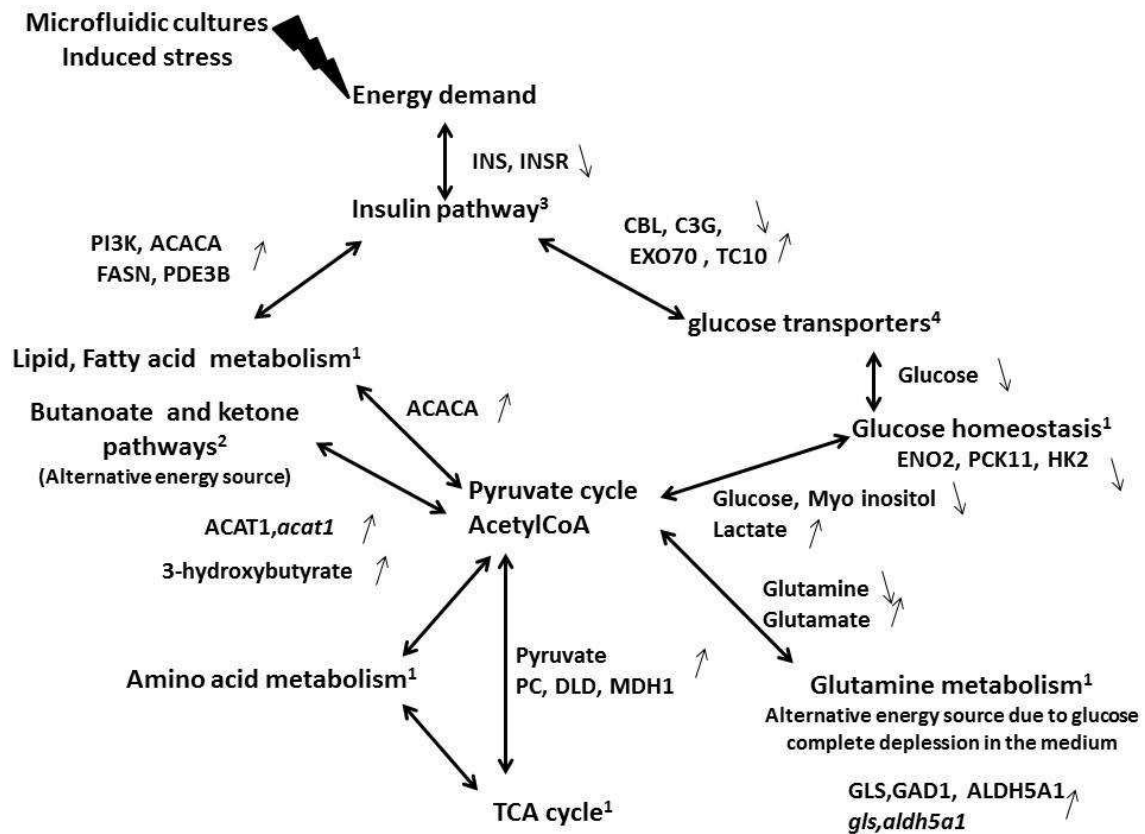 Microfluidic cultures
Induced stress
Energy demand
INS, INSR
Insulin pathway³
PI3K, ACACA
FASN, PDE3B
CBL, C3G,
EXO70 , TC10
glucose transporters⁴
Lipid, Fatty acid metabolism¹
Glucose
ACACA
Butanoate and ketone
pathways²
(Alternative energy source)
Glucose homeostasis¹
ENO2, PCK11, HK2
Pyruvate cycle
AcetylCoA
Glucose, Myo inositol
Lactate
ACAT1,acat1
3-hydroxybutyrate
Glutamine
Glutamate
Pyruvate
PC, DLD, MDH1
Amino acid metabolism¹
Glutamine metabolism¹
Alternative energy source due to glucose
complete deplession in the medium
TCA cycle¹
GLS,GAD1, ALDH5A1
gls,aldh5a1